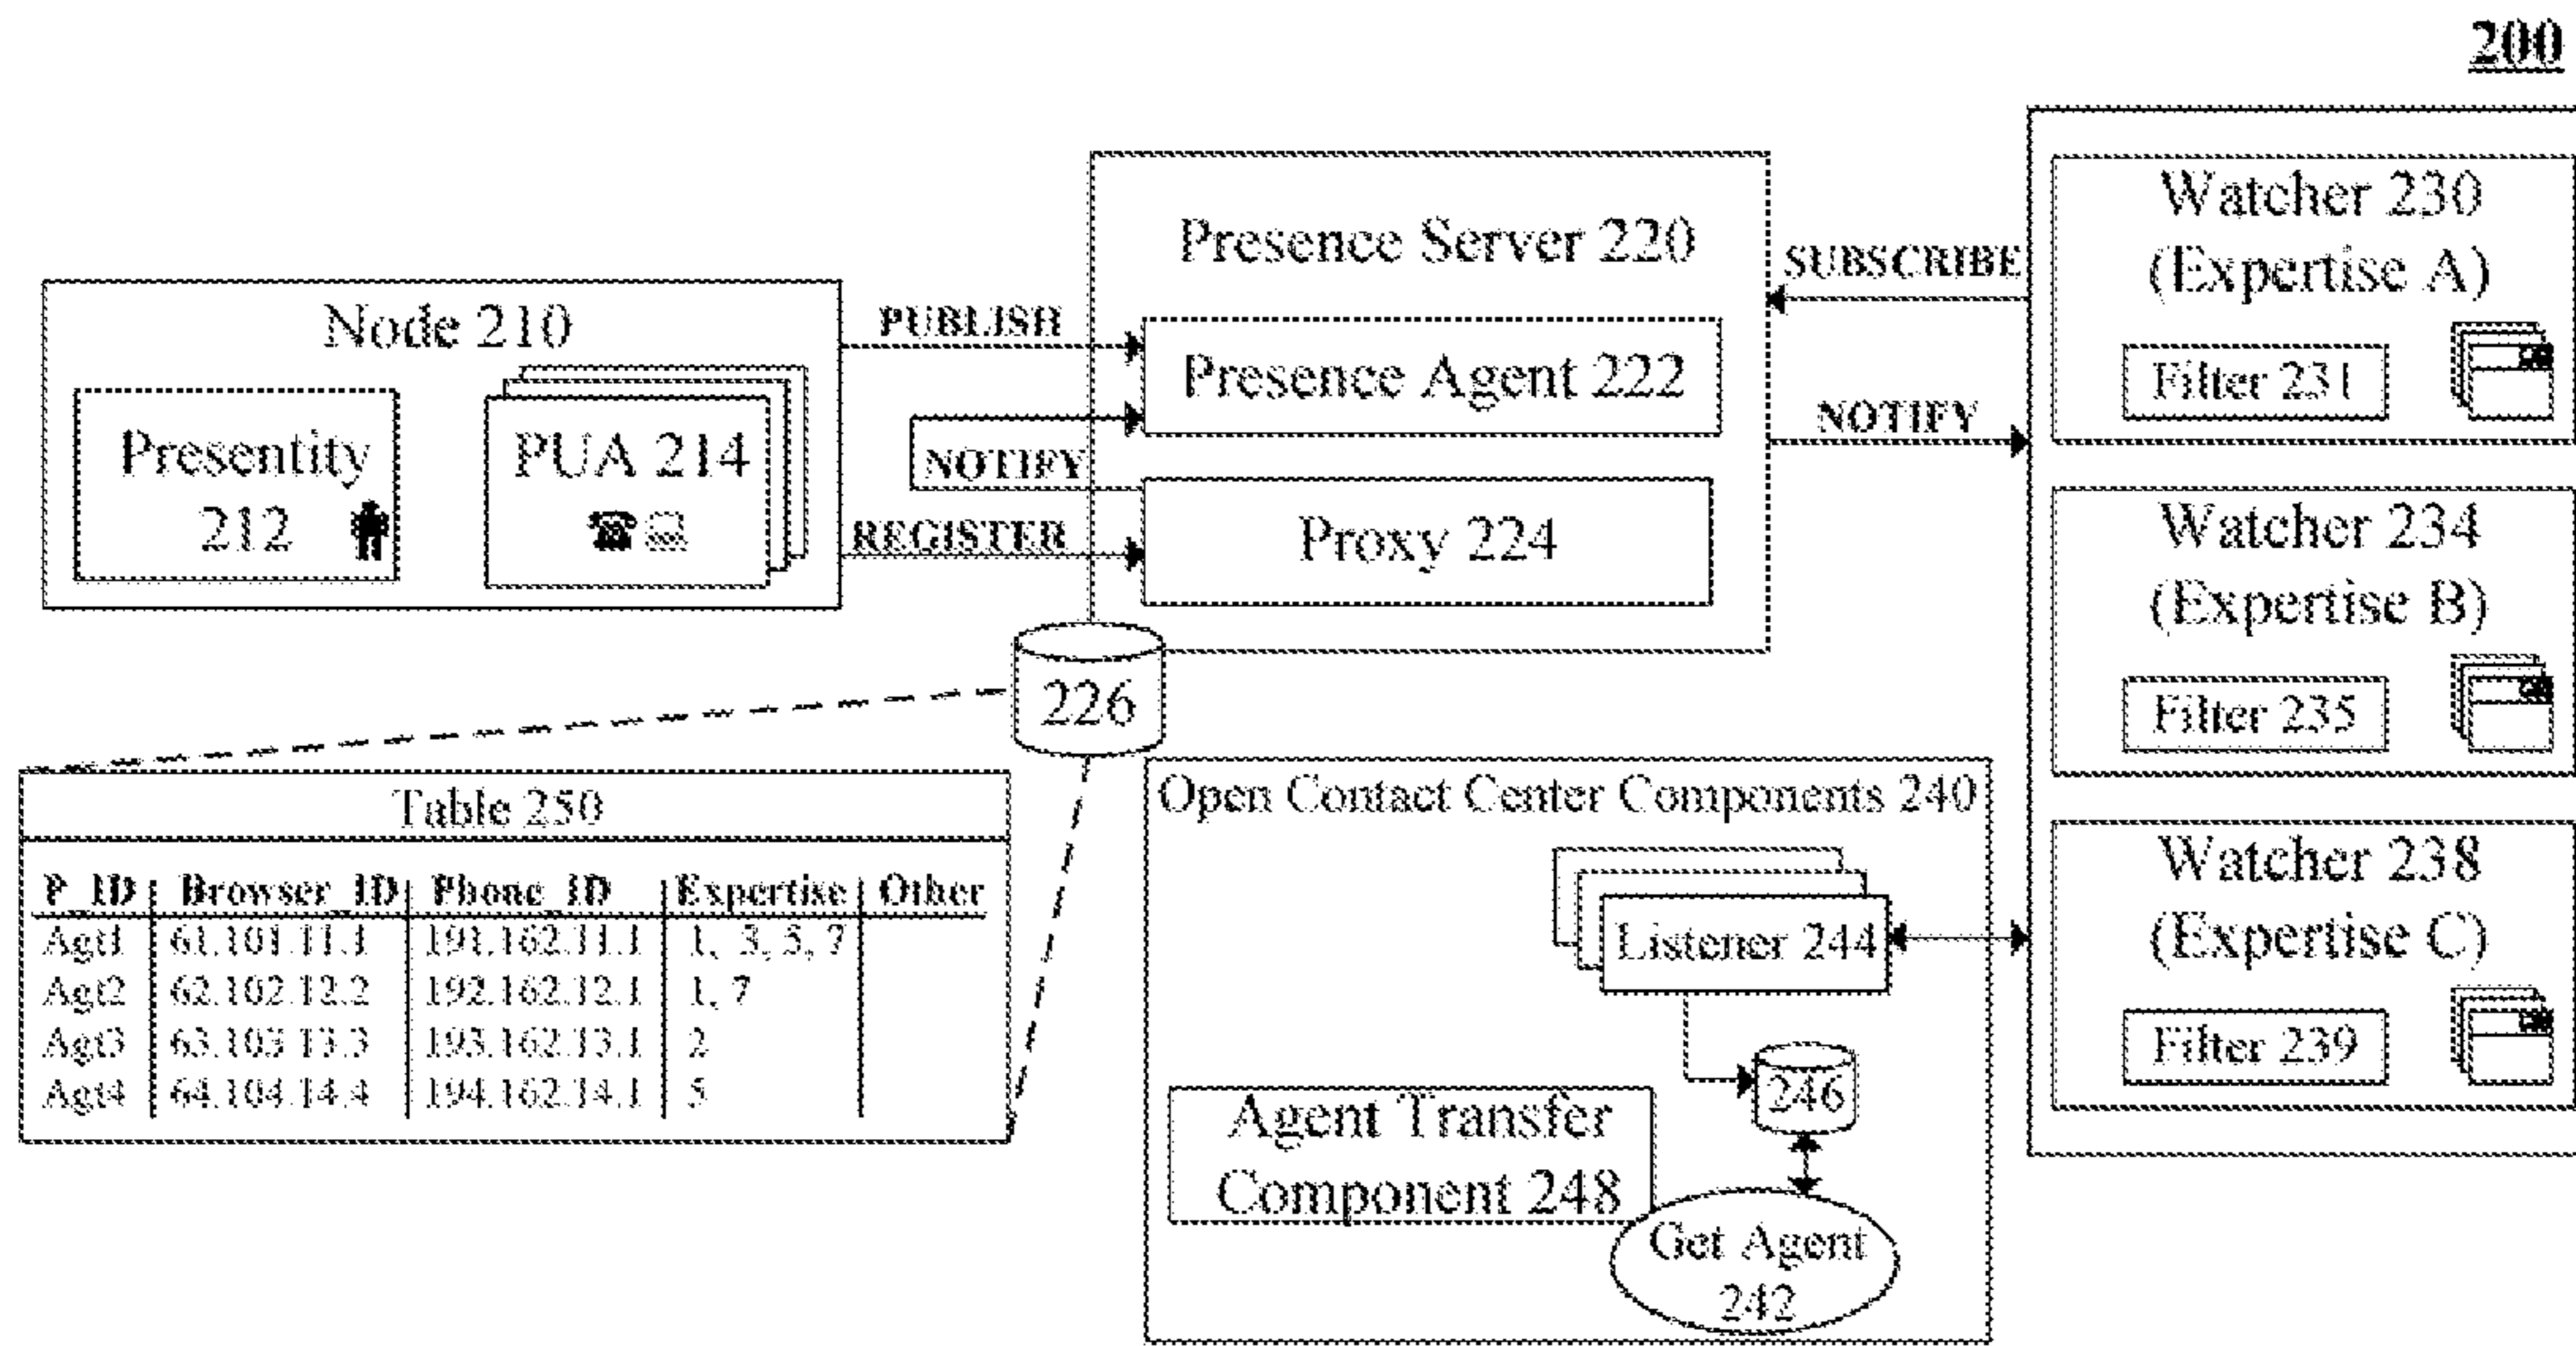 200
Node 210
Presentity
212
PUA 214
PUBLISH
NOTIFY
REGISTER
Presence Server 220
Presence Agent 222
Proxy 224
226
SUBSCRIBE
NOTIFY
Watcher 230
(Expertise A)
Filter 231
Watcher 234
(Expertise B)
Filter 235
Watcher 238
(Expertise C)
Filter 239
Table 250
P_ID Browser_ID Phone_ID Expertise Other
Agt1 61.101.11.1 191.162.11.1 1, 3, 5, 7
Agt2 62.102.12.2 192.162.12.1 1, 7
Agt3 63.103.13.3 193.162.13.1 2
Agt4 64.104.14.4 194.162.14.1 5
Open Contact Center Components 240
Listener 244
246
Agent Transfer
Component 248
Get Agent
242